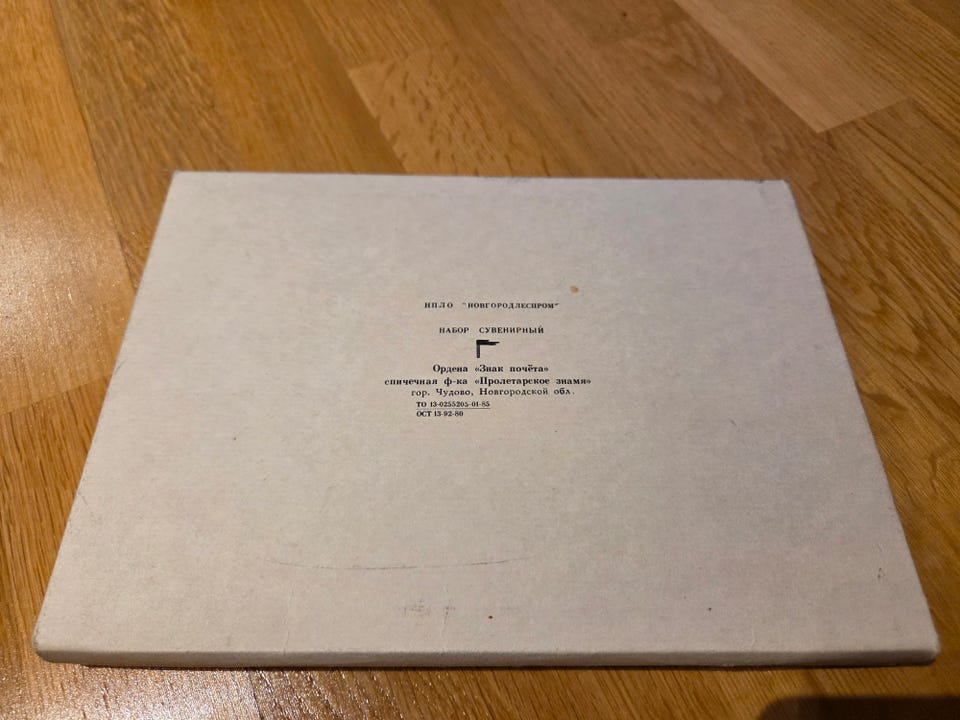 НПЛО "НОВГОРОДЛЕСПРОМ"
НАБОР СУВЕНИРНЫЙ
Ордена «Знак почёта»
спичечная ф-ка «Пролетарское знамя»
гор. Чудово, Новгородской обл.
ТО 13-0255205-01-85
ОСТ 13-92-80